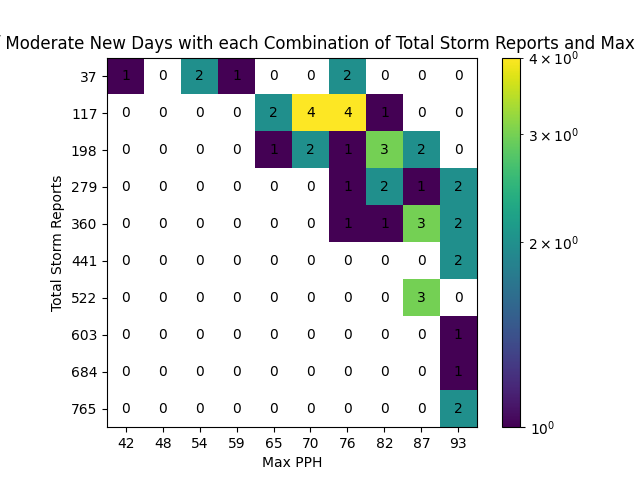 Moderate New Days with each Combination of Total Storm Reports and Max
37 1 0 2 1 0 0 2 0 0 0
117 0 0 0 0 2 4 4 1 0 0
198 0 0 0 0 1 2 1 3 2 0
279 0 0 0 0 0 0 1 2 1 2
360 0 0 0 0 0 0 1 1 3 2
441 0 0 0 0 0 0 0 0 0 2
522 0 0 0 0 0 0 0 0 3 0
603 0 0 0 0 0 0 0 0 0 1
684 0 0 0 0 0 0 0 0 0 1
765 0 0 0 0 0 0 0 0 0 2
42 48 54 59 65 70 76 82 87 93
Max PPH
Total Storm Reports
4 × 10⁰
3 × 10⁰
2 × 10⁰
10⁰